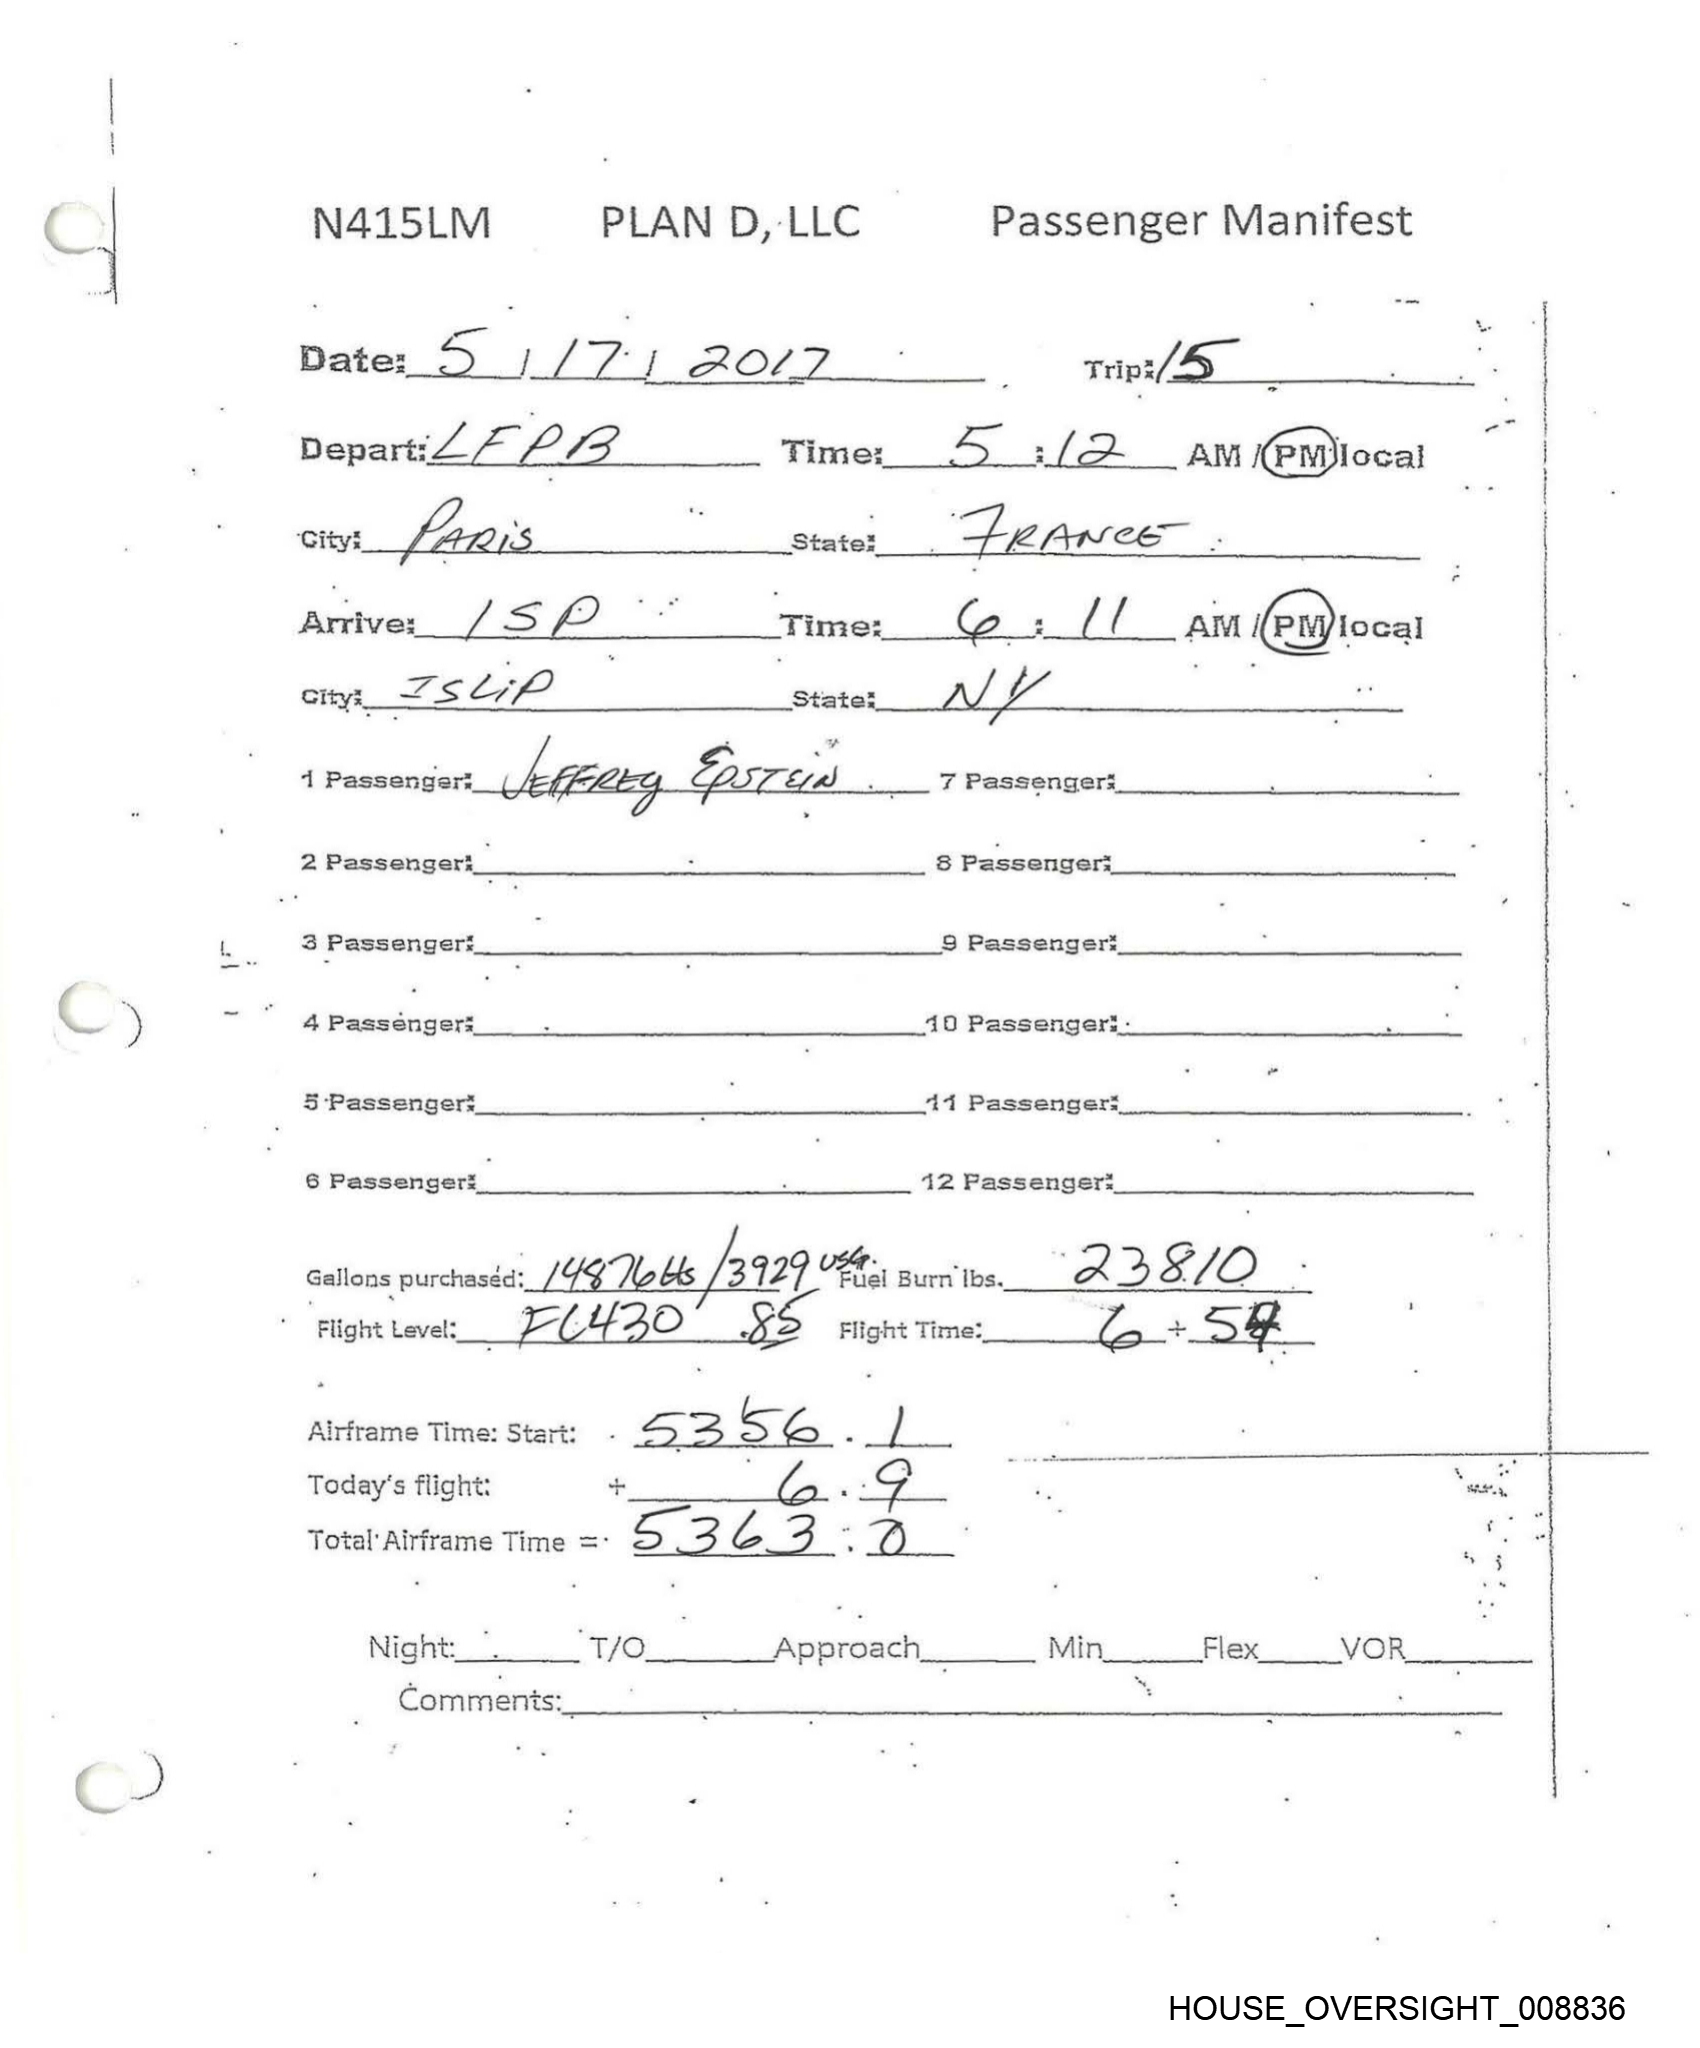 N415LM PLAN D, LLC Passenger Manifest
Date: 5 / 17 / 2017 Trip: 15
Depart: LFPB Time: 5 : 12 AM / PM local
City: PARIS State: FRANCE
Arrive: ISP Time: 6 : 11 AM / PM local
City: ISLIP State: NY
1 Passenger: JEFFREY EPSTEIN 7 Passenger:
2 Passenger: 8 Passenger:
3 Passenger: 9 Passenger:
4 Passenger: 10 Passenger:
5 Passenger: 11 Passenger:
6 Passenger: 12 Passenger:
Gallons purchased: 14876 lts / 3929 USG. Fuel Burn lbs. 23810
Flight Level: FL430 .85 Flight Time: 6 + 54
Airframe Time: Start: 5356 . 1
Today's flight: + 6 . 9
Total Airframe Time = 5363 . 0
Night: T/O Approach Min Flex VOR
Comments:
HOUSE_OVERSIGHT_008836